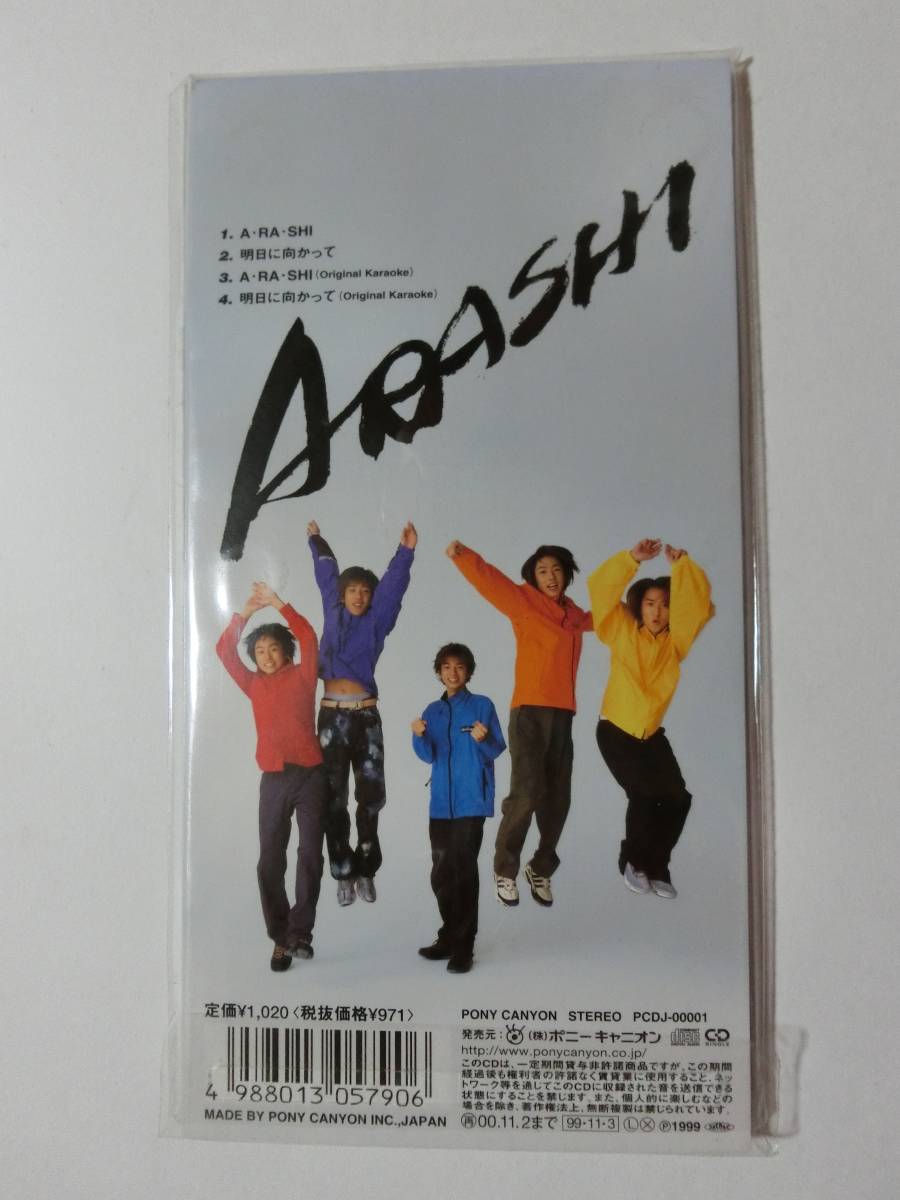 1. A・RA・SHI
2. 明日に向かって
3. A・RA・SHI (Original Karaoke)
4. 明日に向かって (Original Karaoke)
ARASHI
定価¥1,020〈税抜価格¥971〉
4 988013 057906
MADE BY PONY CANYON INC.,JAPAN
PONY CANYON STEREO PCDJ-00001
発売元: (株)ポニーキャニオン
CD SINGLE
http://www.ponycanyon.co.jp/
このCDは、一定期間貸与非許諾商品ですが、この期間
経過後も権利者の許諾なく賃貸業に使用すること、ネッ
トワーク等を通じてこのCDに収録された音を送信できる
状態にすることを禁じます。また、個人的に楽しむなどの
場合を除き、著作権法上、無断複製は禁じられています。
再00.11.2まで 99・11・3 Ⓛ Ⓧ Ⓟ1999